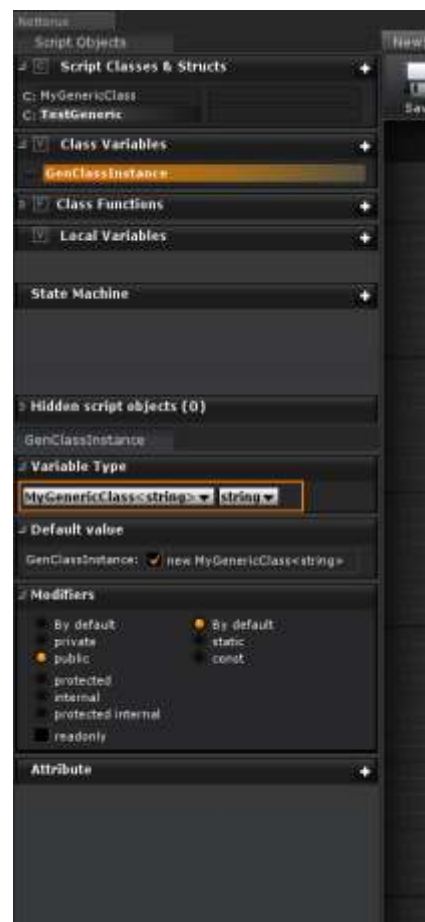 Nottorus
Script Objects
New
Script Classes & Structs
C: MyGenericClass
C: TestGeneric
Sav
V Class Variables
GenClassInstance
Class Functions
V Local Variables
State Machine
Hidden script objects (0)
GenClassInstance
Variable Type
MyGenericClass<string> string
Default value
GenClassInstance: new MyGenericClass<string>
Modifiers
By default By default
private static
public const
protected
internal
protected internal
readonly
Attribute